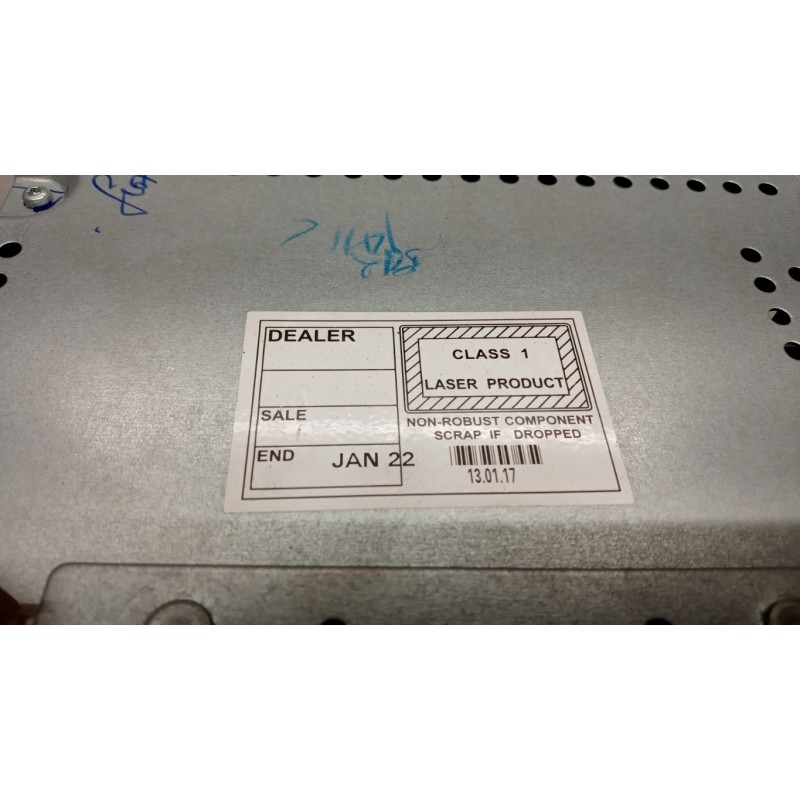 DEALER
SALE
END JAN 22
CLASS 1
LASER PRODUCT
NON-ROBUST COMPONENT
SCRAP IF DROPPED
13.01.17